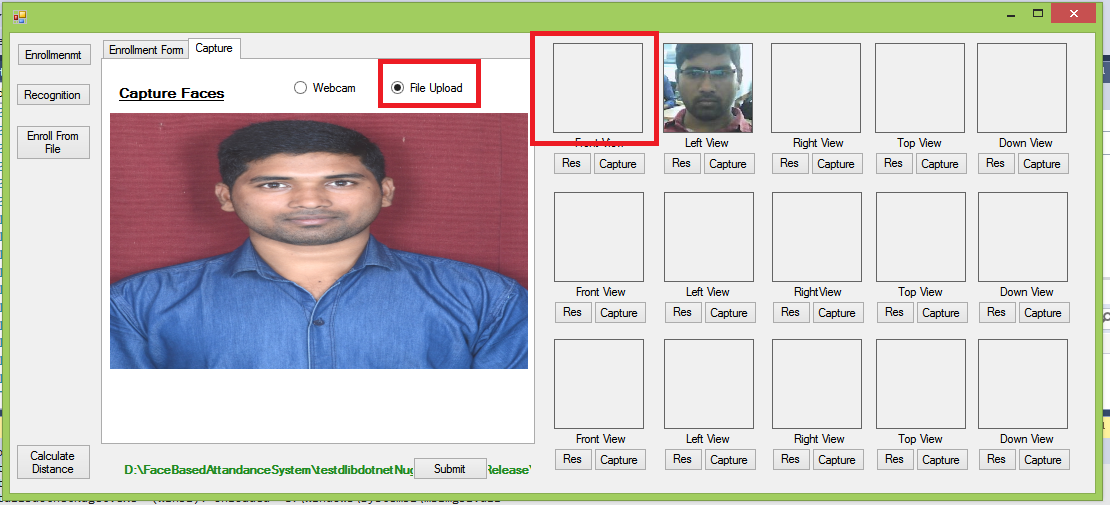 Enrollmenmt
Recognition
Enroll From
File
Calculate
Distance
Enrollment Form Capture
Capture Faces
Webcam File Upload
D:\FaceBasedAttandanceSystem\testdlibdotnetNug Submit Release\
Front View Left View Right View Top View Down View
Res Capture Res Capture Res Capture Res Capture Res Capture
Front View Left View RightView Top View Down View
Res Capture Res Capture Res Capture Res Capture Res Capture
Front View Left View Right View Top View Down View
Res Capture Res Capture Res Capture Res Capture Res Capture